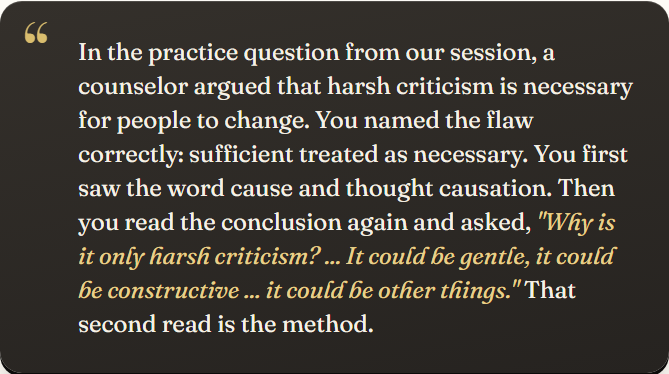 “
In the practice question from our session, a
counselor argued that harsh criticism is necessary
for people to change. You named the flaw
correctly: sufficient treated as necessary. You first
saw the word cause and thought causation. Then
you read the conclusion again and asked, "Why is
it only harsh criticism? ... It could be gentle, it could
be constructive ... it could be other things." That
second read is the method.